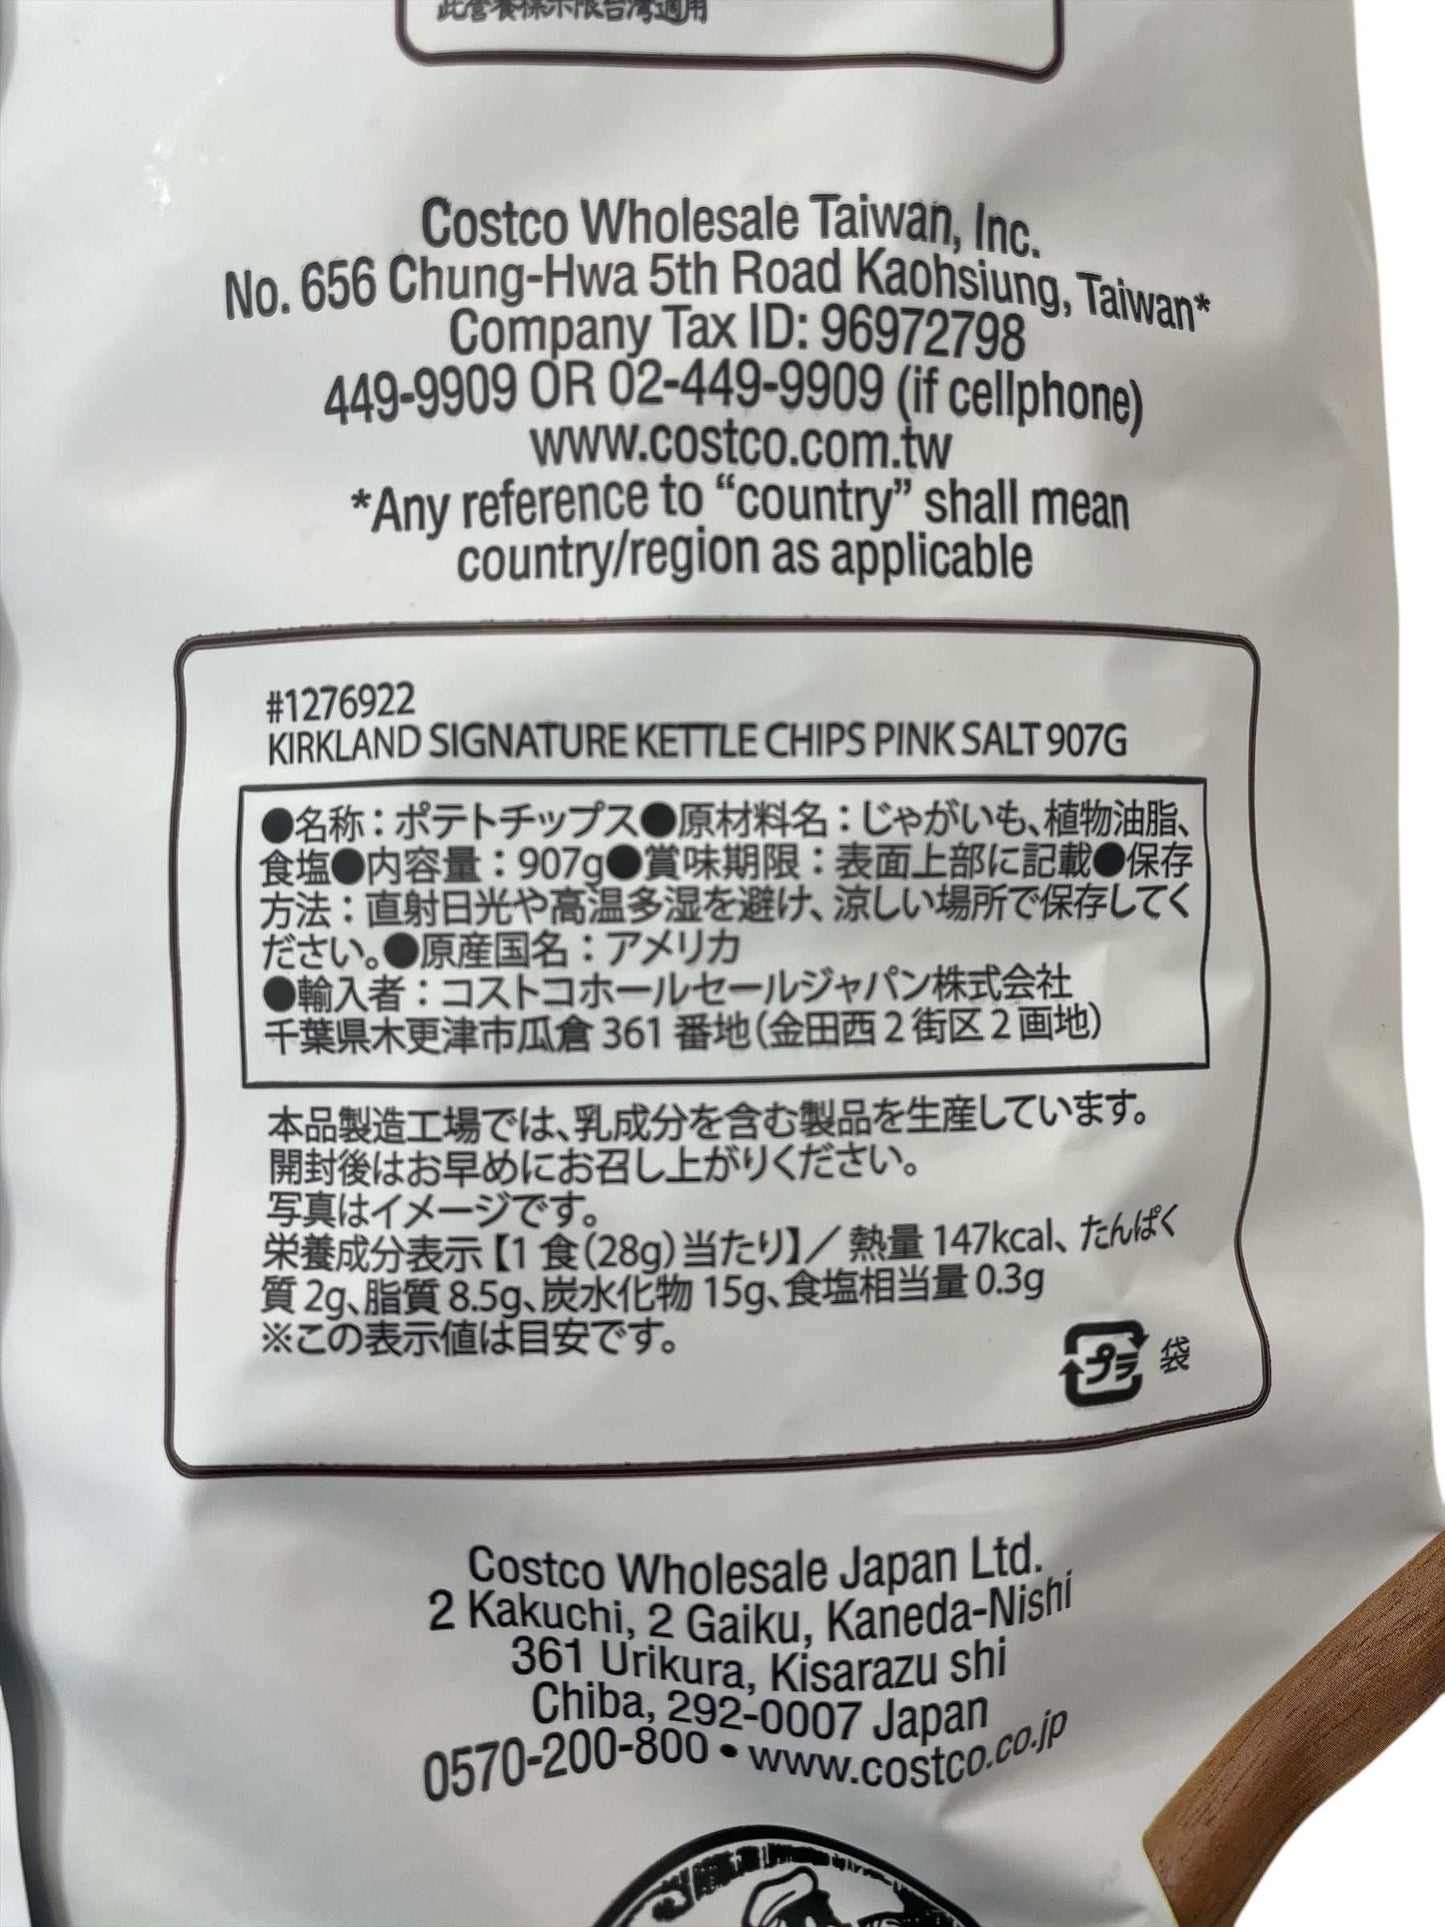 此營養標示限台灣適用
Costco Wholesale Taiwan, Inc.
No. 656 Chung-Hwa 5th Road Kaohsiung, Taiwan*
Company Tax ID: 96972798
449-9909 OR 02-449-9909 (if cellphone)
www.costco.com.tw
*Any reference to “country” shall mean
country/region as applicable
#1276922
KIRKLAND SIGNATURE KETTLE CHIPS PINK SALT 907G
●名称：ポテトチップス●原材料名：じゃがいも、植物油脂、
食塩●内容量：907g●賞味期限：表面上部に記載●保存
方法：直射日光や高温多湿を避け、涼しい場所で保存してく
ださい。●原産国名：アメリカ
●輸入者：コストコホールセールジャパン株式会社
千葉県木更津市瓜倉 361 番地（金田西 2 街区 2 画地）
本品製造工場では、乳成分を含む製品を生産しています。
開封後はお早めにお召し上がりください。
写真はイメージです。
栄養成分表示【1 食（28g）当たり】／ 熱量 147kcal、たんぱく
質 2g、脂質 8.5g、炭水化物 15g、食塩相当量 0.3g
※この表示値は目安です。
プラ 袋
Costco Wholesale Japan Ltd.
2 Kakuchi, 2 Gaiku, Kaneda-Nishi
361 Urikura, Kisarazu shi
Chiba, 292-0007 Japan
0570-200-800 • www.costco.co.jp